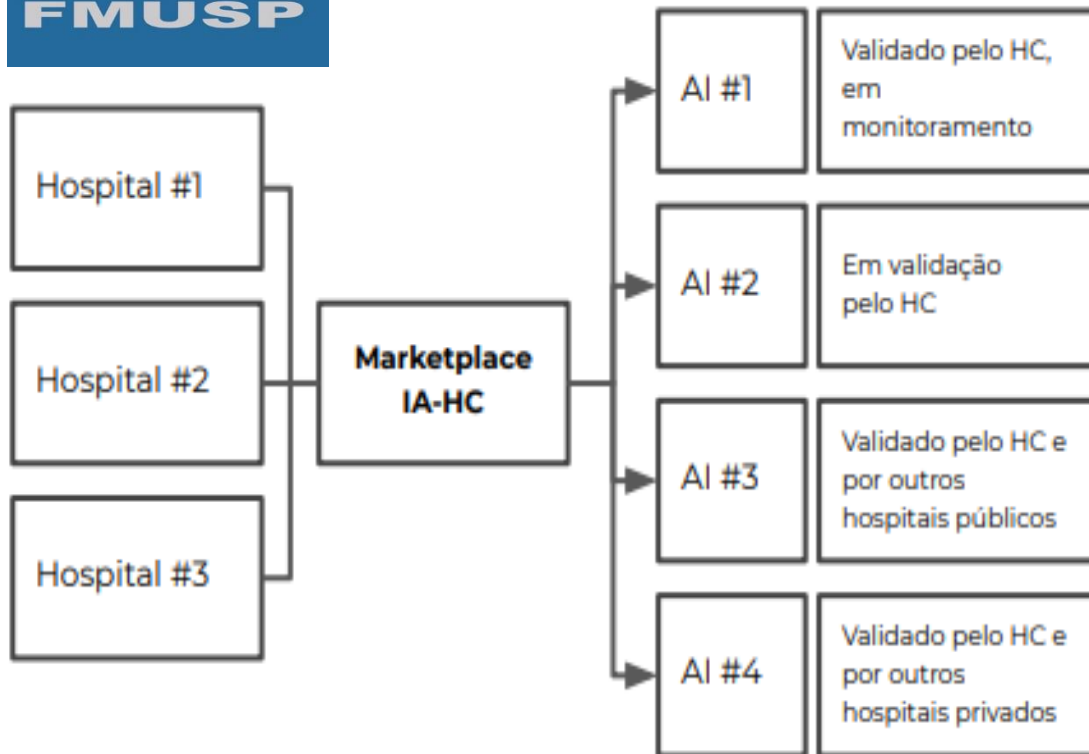 FMUSP
Hospital #1
Hospital #2
Hospital #3
Marketplace
IA-HC
AI #1
Validado pelo HC,
em
monitoramento
AI #2
Em validação
pelo HC
AI #3
Validado pelo HC e
por outros
hospitais públicos
AI #4
Validado pelo HC e
por outros
hospitais privados